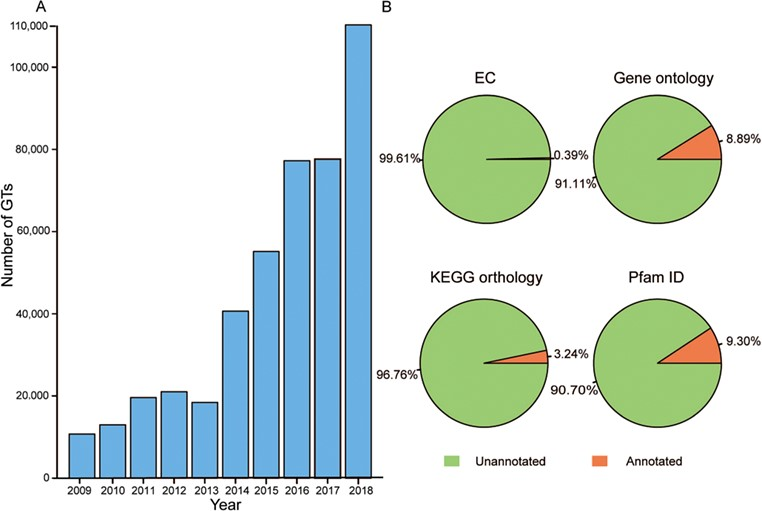 A
Number of GTs
110,000
100,000
80,000
60,000
40,000
20.000
0
2009 2010 2011 2012 2013 2014 2015 2016 2017 2018
Year
B
EC
99.61%
0.39%
Gene ontology
8.89%
91.11%
KEGG orthology
3.24%
96.76%
Pfam ID
9.30%
90.70%
Unannotated
Annotated